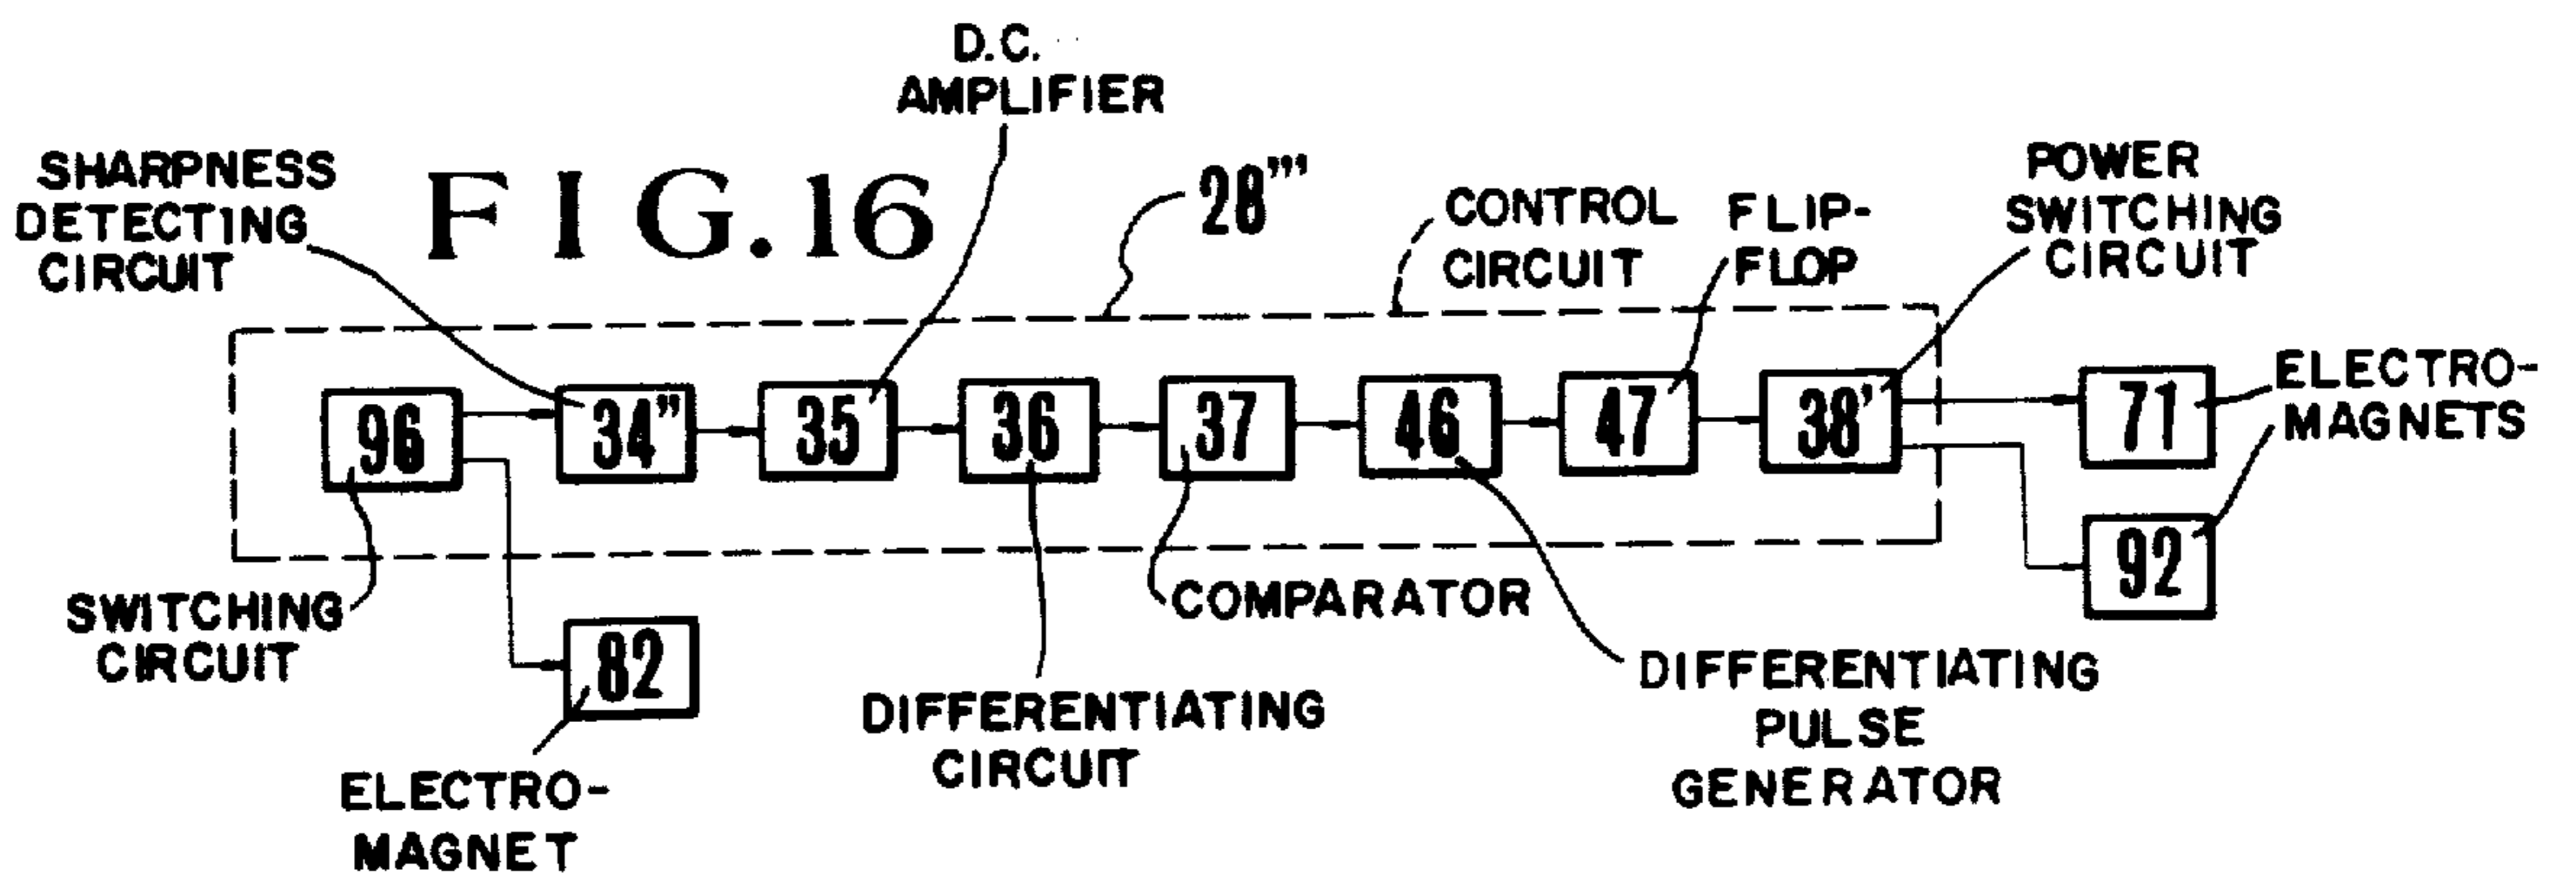 D.C.
AMPLIFIER
SHARPNESS
DETECTING
CIRCUIT
FIG.16
28'''
CONTROL
CIRCUIT
FLIP-
FLOP
POWER
SWITCHING
CIRCUIT
96
34"
35
36
37
46
47
38'
71
ELECTRO-
MAGNETS
92
SWITCHING
CIRCUIT
82
ELECTRO-
MAGNET
DIFFERENTIATING
CIRCUIT
COMPARATOR
DIFFERENTIATING
PULSE
GENERATOR